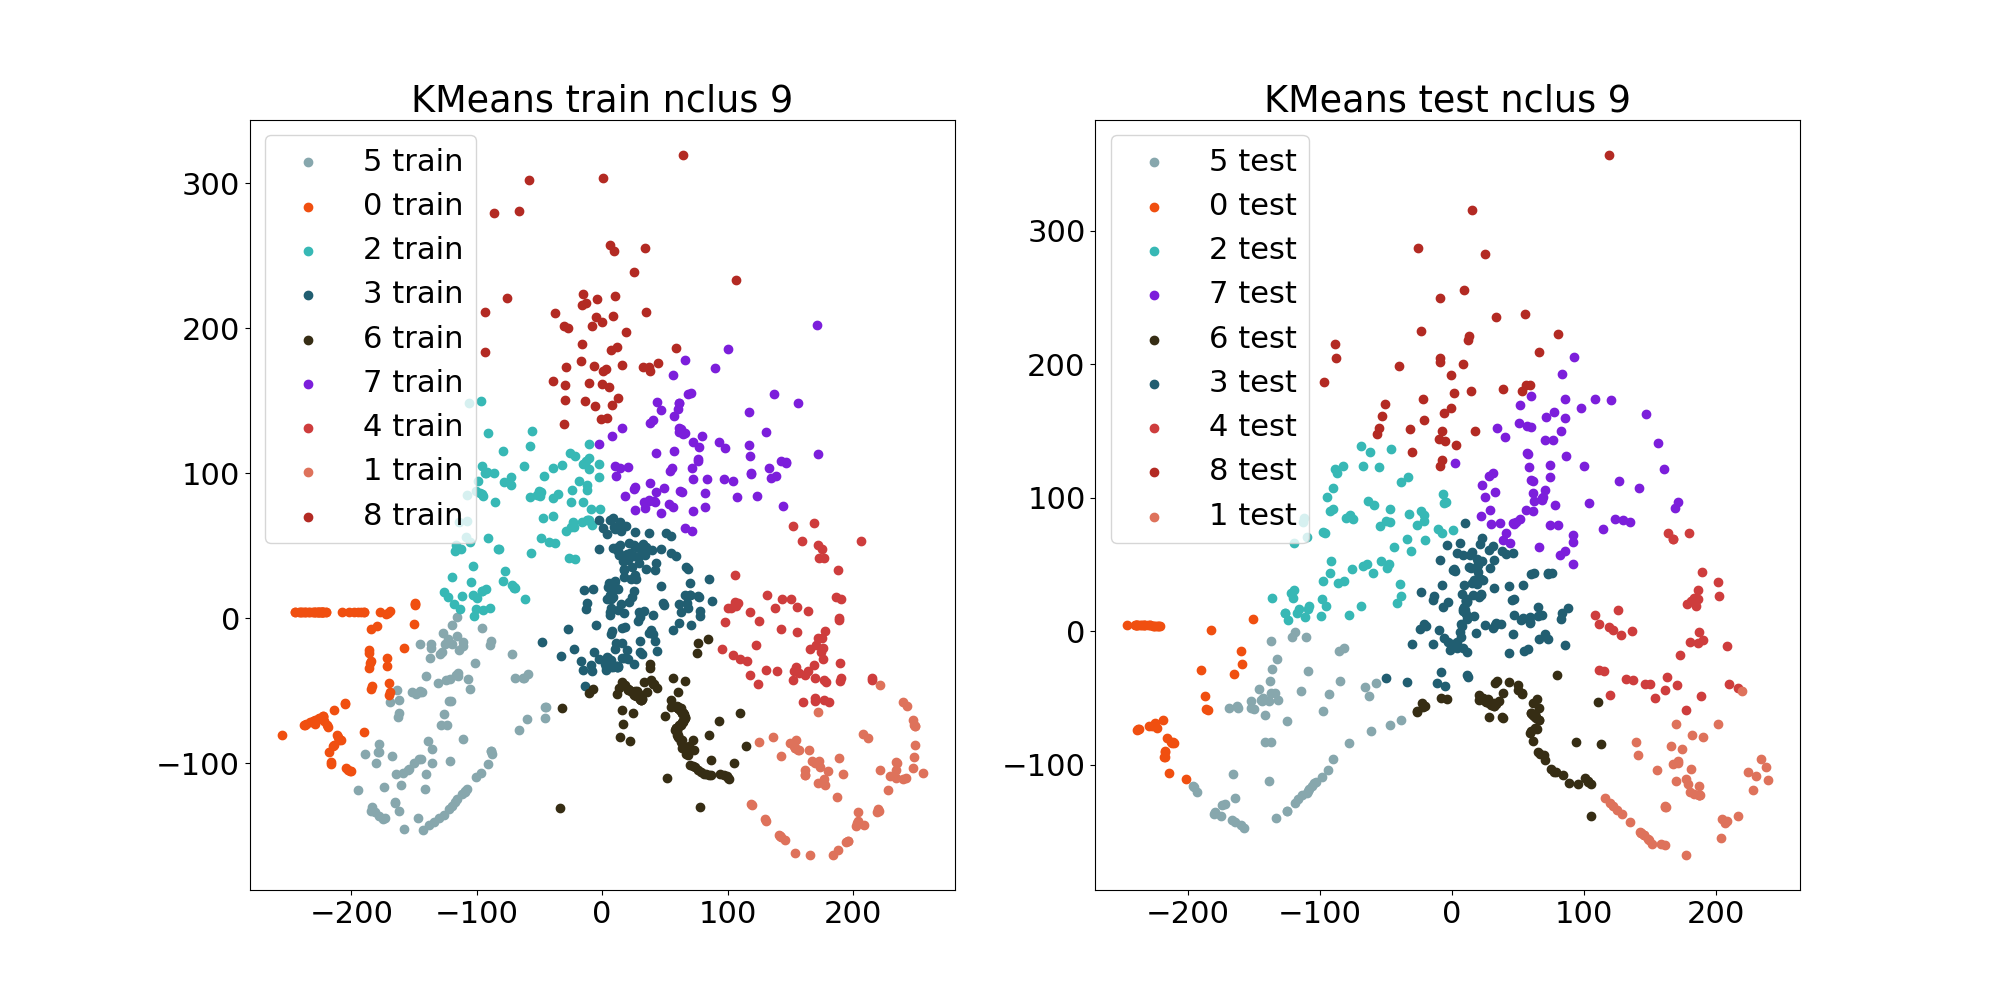 KMeans train nclus 9
5 train
0 train
2 train
3 train
6 train
7 train
4 train
1 train
8 train
300
200
100
0
−100
−200
−100
0
100
200
KMeans test nclus 9
5 test
0 test
2 test
7 test
6 test
3 test
4 test
8 test
1 test
300
200
100
0
−100
−200
−100
0
100
200